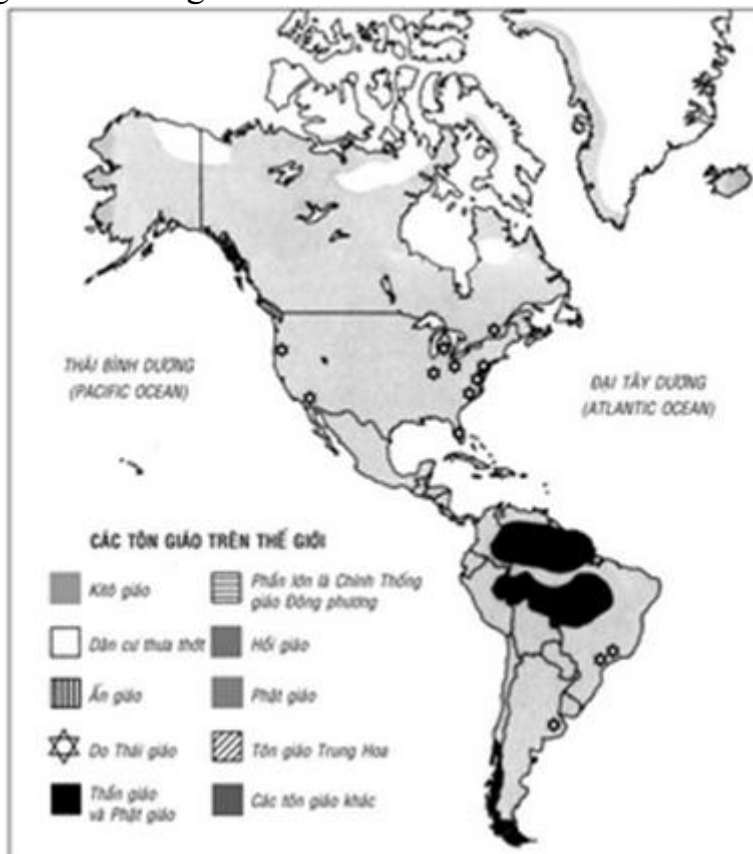 THÁI BÌNH DƯƠNG
(PACIFIC OCEAN)
ĐẠI TÂY DƯƠNG
(ATLANTIC OCEAN)
CÁC TÔN GIÁO TRÊN THẾ GIỚI
Kitô giáo
Phần lớn là Chính Thống
giáo Đông phương
Dân cư thưa thớt
Hồi giáo
Ấn giáo
Phật giáo
Do Thái giáo
Tôn giáo Trung Hoa
Thần giáo
và Phật giáo
Các tôn giáo khác